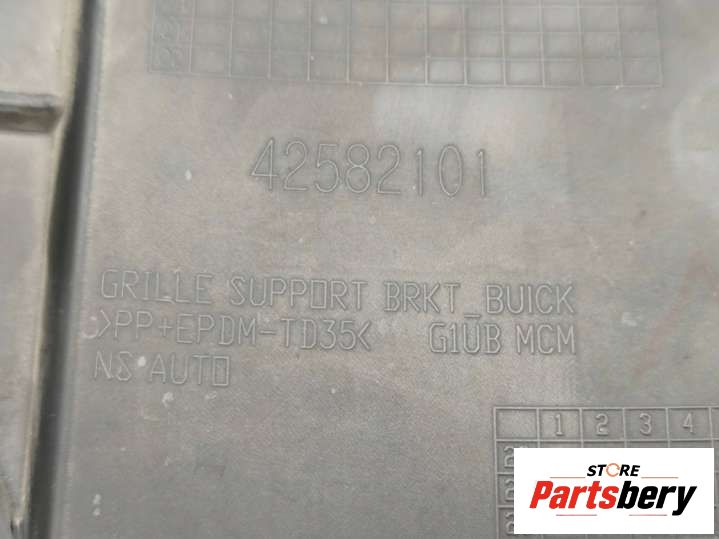 42582101
GRILLE SUPPORT BRKT_BUICK
>PP+EPDM-TD35< G1UB MCM
NS AUTO
1 2 3 4
STORE
Partsbery